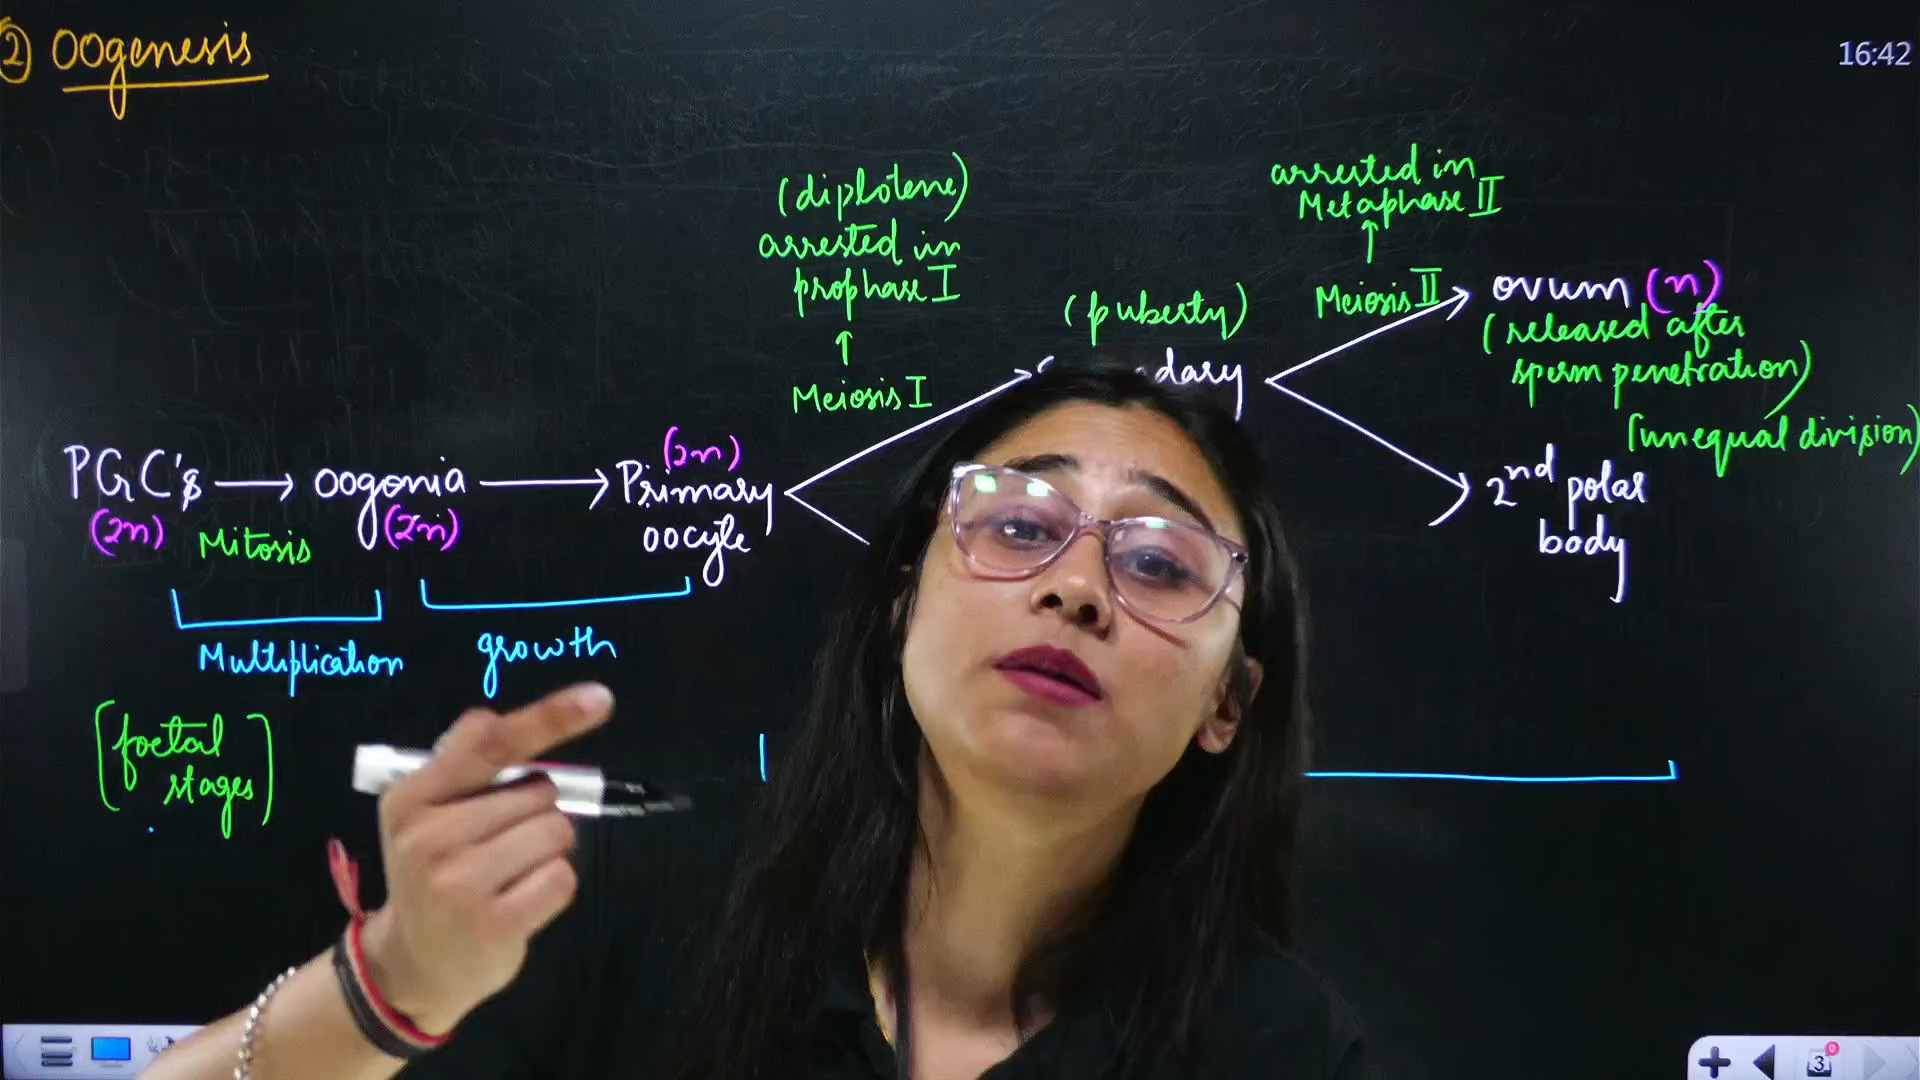 2) Oogenesis
16:42
(diplotene)
arrested in
prophase I
↑
Meiosis I
(puberty)
arrested in
Metaphase II
↑
Meiosis II
ovum (n)
(released after
sperm penetration)
[unequal division)
PGC's → oogonia → Primary
oocyte
(2n)
(2n)
(2n)
Mitosis
2nd polar
body
Multiplication
growth
[foetal
stages]
3